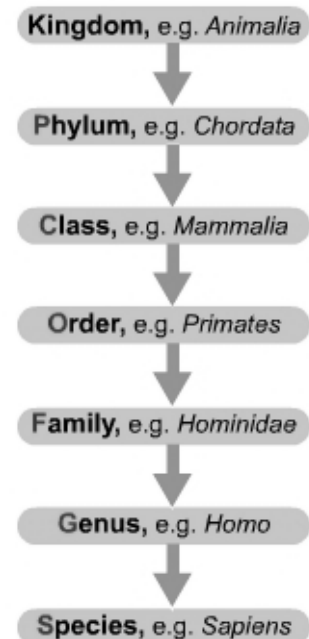 Kingdom, e.g. Animalia
Phylum, e.g. Chordata
Class, e.g. Mammalia
Order, e.g. Primates
Family, e.g. Hominidae
Genus, e.g. Homo
Species, e.g. Sapiens